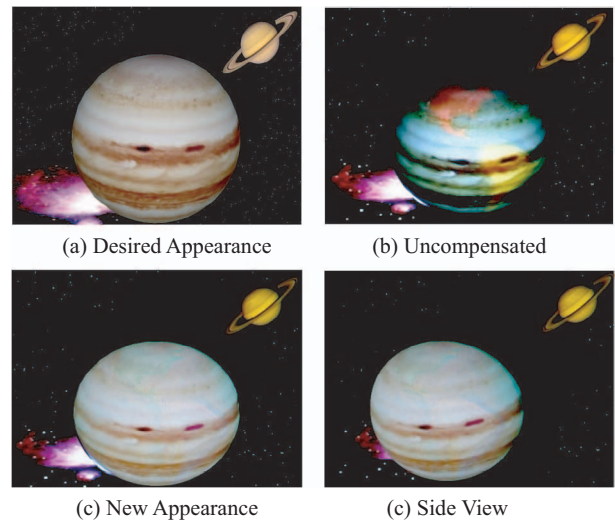 (a) Desired Appearance
(b) Uncompensated
(c) New Appearance
(c) Side View